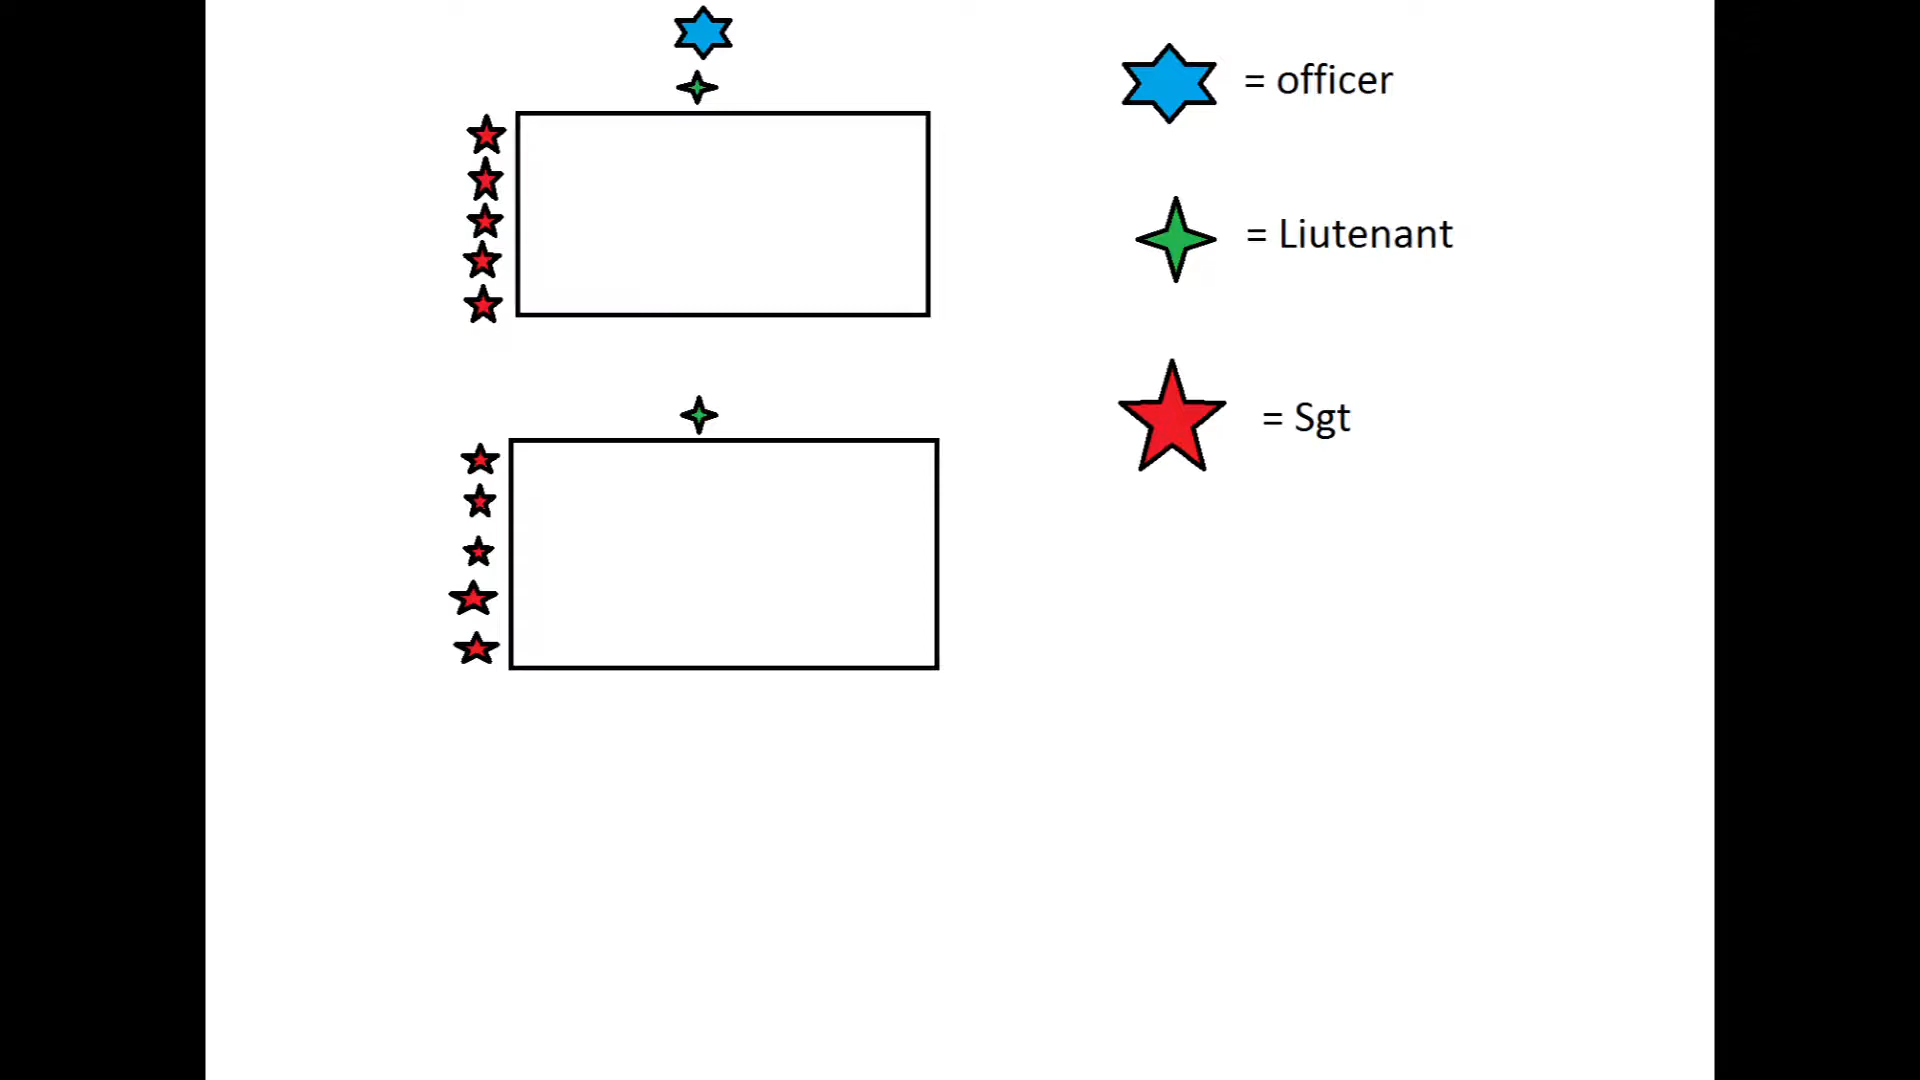 = officer
= Liutenant
= Sgt